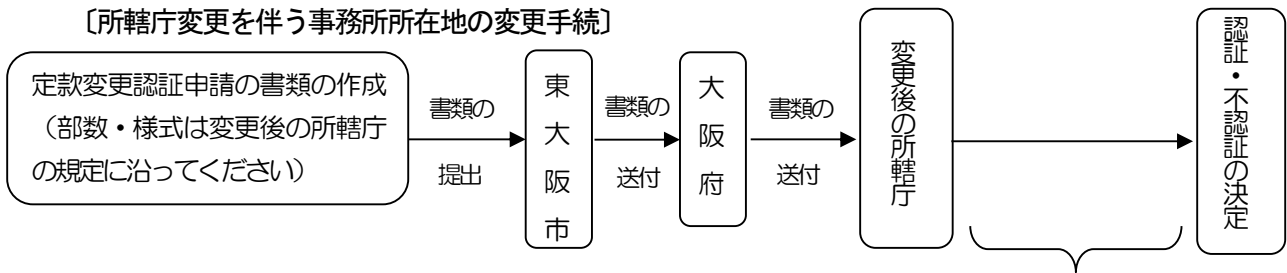 〔所轄庁変更を伴う事務所所在地の変更手続〕
定款変更認証申請の書類の作成
（部数・様式は変更後の所轄庁
の規定に沿ってください）
書類の
提出
東大阪市
書類の
送付
大阪府
書類の
送付
変更後の所轄庁
認証・不認証の決定